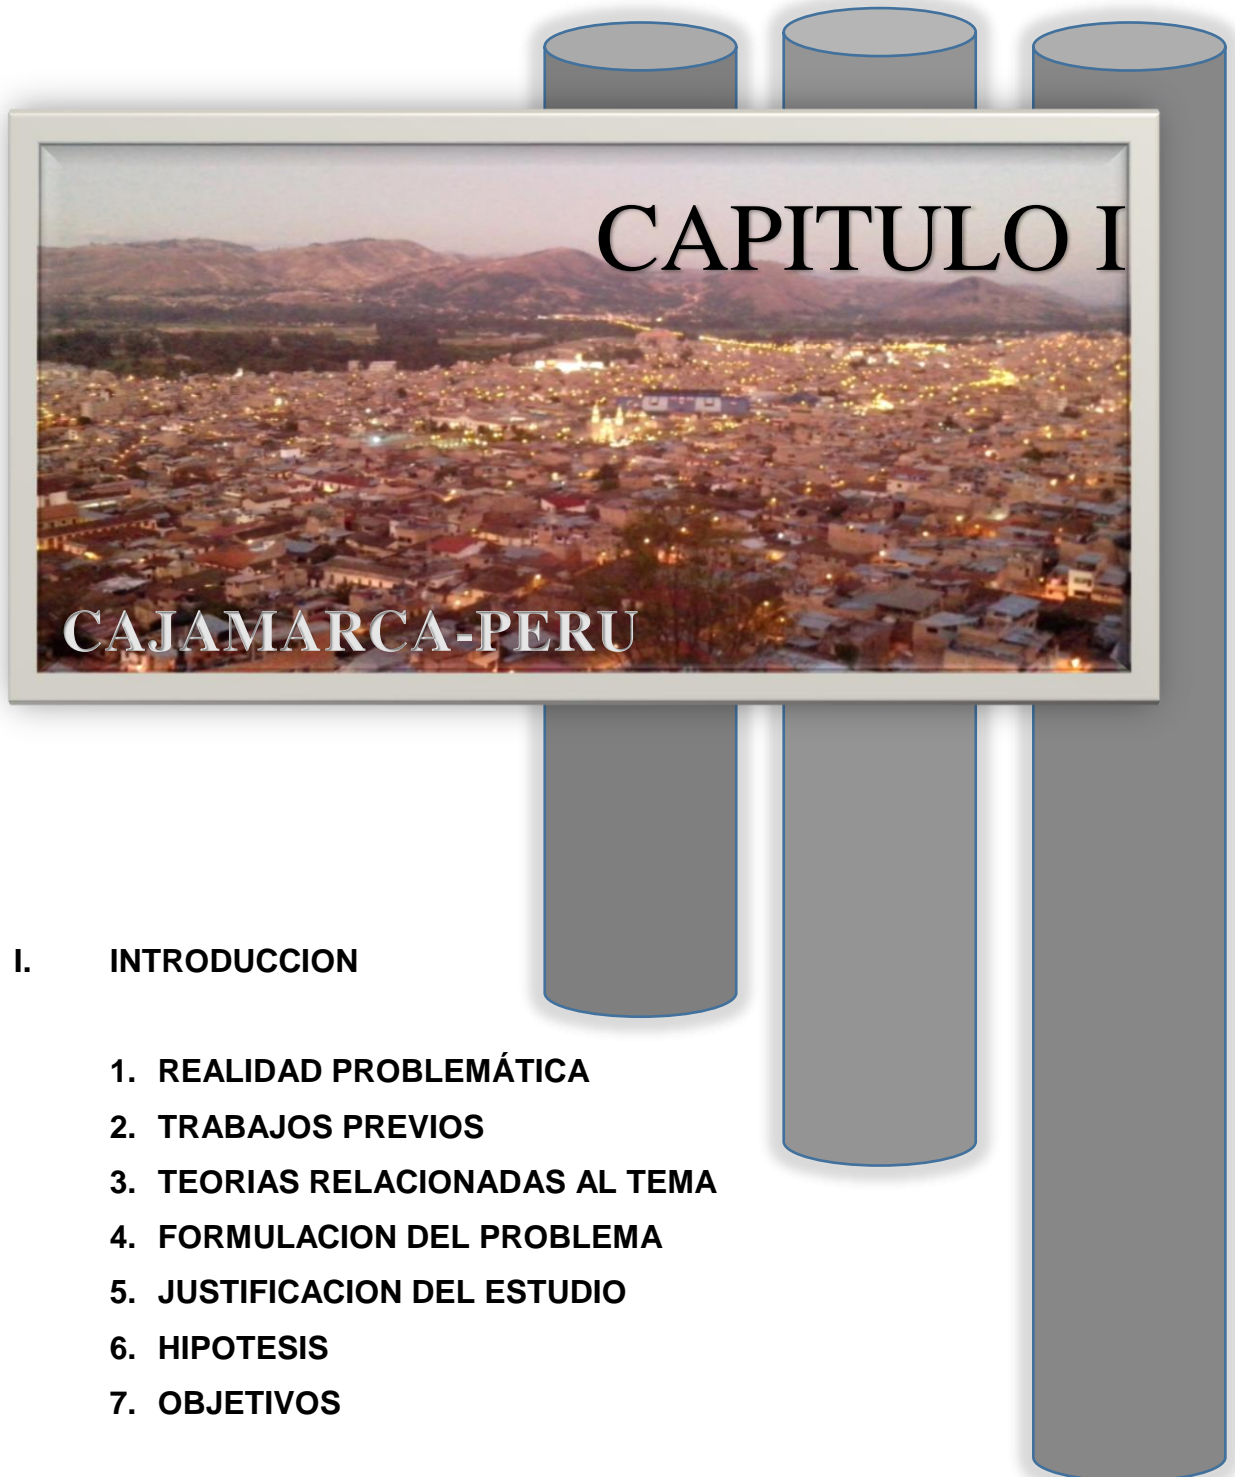 CAPITULO I
CAJAMARCA-PERU
I. INTRODUCCION
1. REALIDAD PROBLEMÁTICA
2. TRABAJOS PREVIOS
3. TEORIAS RELACIONADAS AL TEMA
4. FORMULACION DEL PROBLEMA
5. JUSTIFICACION DEL ESTUDIO
6. HIPOTESIS
7. OBJETIVOS